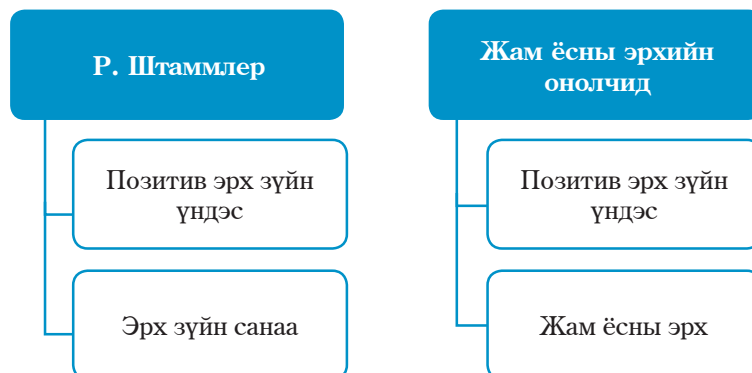 Р. Штаммлер
Позитив эрх зүйн
үндэс
Эрх зүйн санаа
Жам ёсны эрхийн
онолчид
Позитив эрх зүйн
үндэс
Жам ёсны эрх